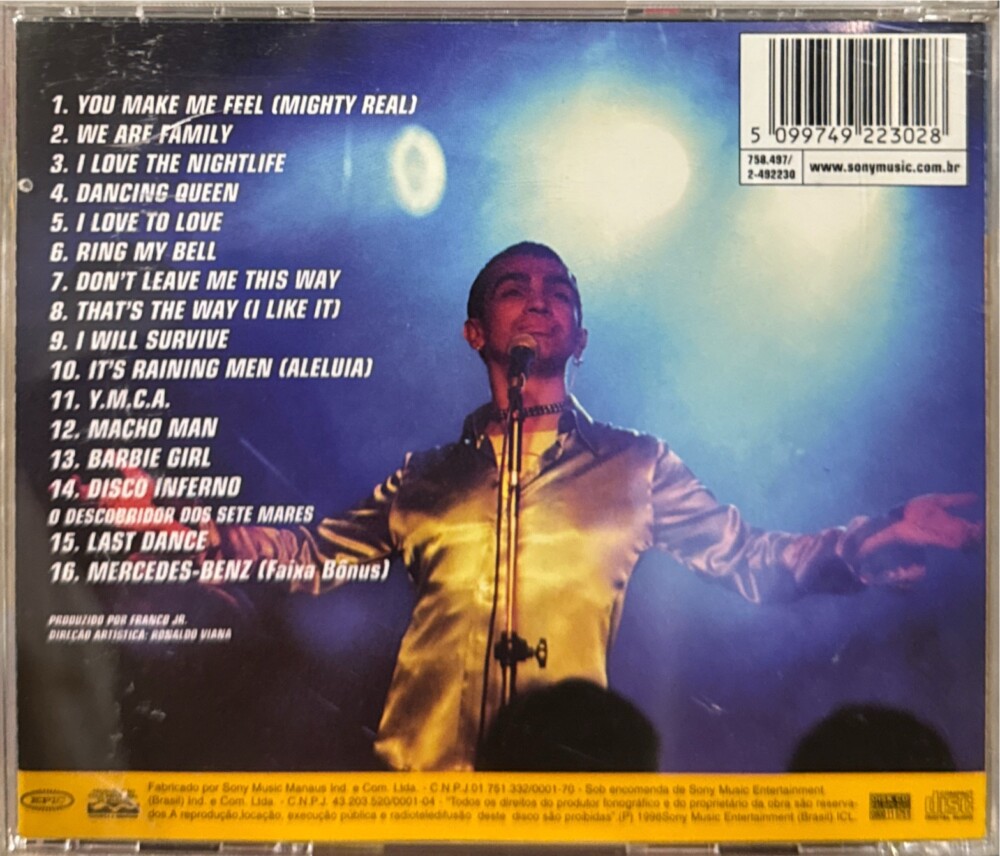 1. YOU MAKE ME FEEL (MIGHTY REAL)
2. WE ARE FAMILY
3. I LOVE THE NIGHTLIFE
4. DANCING QUEEN
5. I LOVE TO LOVE
6. RING MY BELL
7. DON'T LEAVE ME THIS WAY
8. THAT'S THE WAY (I LIKE IT)
9. I WILL SURVIVE
10. IT'S RAINING MEN (ALELUIA)
11. Y.M.C.A.
12. MACHO MAN
13. BARBIE GIRL
14. DISCO INFERNO
O DESCOBRIDOR DOS SETE MARES
15. LAST DANCE
16. MERCEDES-BENZ (Faixa Bônus)
PRODUZIDO POR FRANCO JR.
DIREÇÃO ARTÍSTICA: RONALDO VIANA
5 099749 223028
758.497/
2-492230
www.sonymusic.com.br
EPIC
Fabricado por Sony Music Manaus Ind. e Com. Ltda. - C.N.P.J.01.751.332/0001-70 - Sob encomenda de Sony Music Entertainment
(Brasil) Ind. e Com. Ltda. - C.N.P.J. 43.203.520/0001-04 - "Todos os direitos do produtor fonográfico e do proprietário da obra são reserva-
dos.A reprodução,locação, execução pública e radioteledifusão deste disco são proibidas" (P) 1998Sony Music Entertainment (Brasil) ICL.
disc